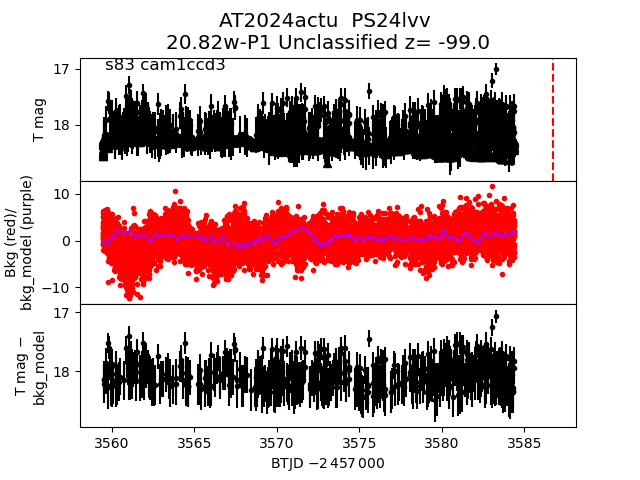 AT2024actu  PS24lvv
20.82w-P1 Unclassified z= -99.0
s83 cam1ccd3
17
18
T mag
10
0
−10
Bkg (red)/
bkg_model (purple)
17
18
T mag −
bkg_model
3560 3565 3570 3575 3580 3585
BTJD −2 457 000